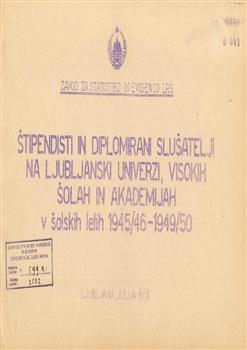 ZAVOD ZA STATISTIKO IN EVIDENCO LRS
ŠTIPENDISTI IN DIPLOMIRANI SLUŠATELJI
NA LJUBLJANSKI UNIVERZI, VISOKIH
ŠOLAH IN AKADEMIJAH
v šolskih letih 1945/46-1949/50
LJUBLJANA, JULIJA 1951